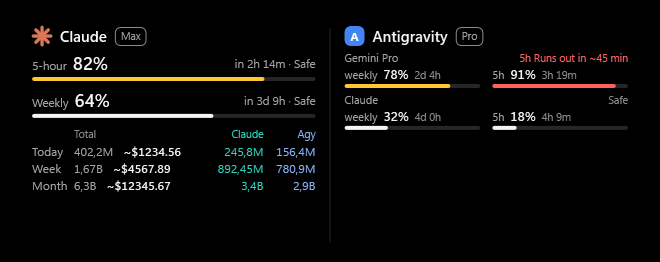 Claude Max
5-hour 82% in 2h 14m · Safe
Weekly 64% in 3d 9h · Safe
Total Claude Agy
Today 402,2M ~$1234.56 245,8M 156,4M
Week 1,67B ~$4567.89 892,45M 780,9M
Month 6,3B ~$12345.67 3,4B 2,9B
A Antigravity Pro
Gemini Pro 5h Runs out in ~45 min
weekly 78% 2d 4h 5h 91% 3h 19m
Claude Safe
weekly 32% 4d 0h 5h 18% 4h 9m